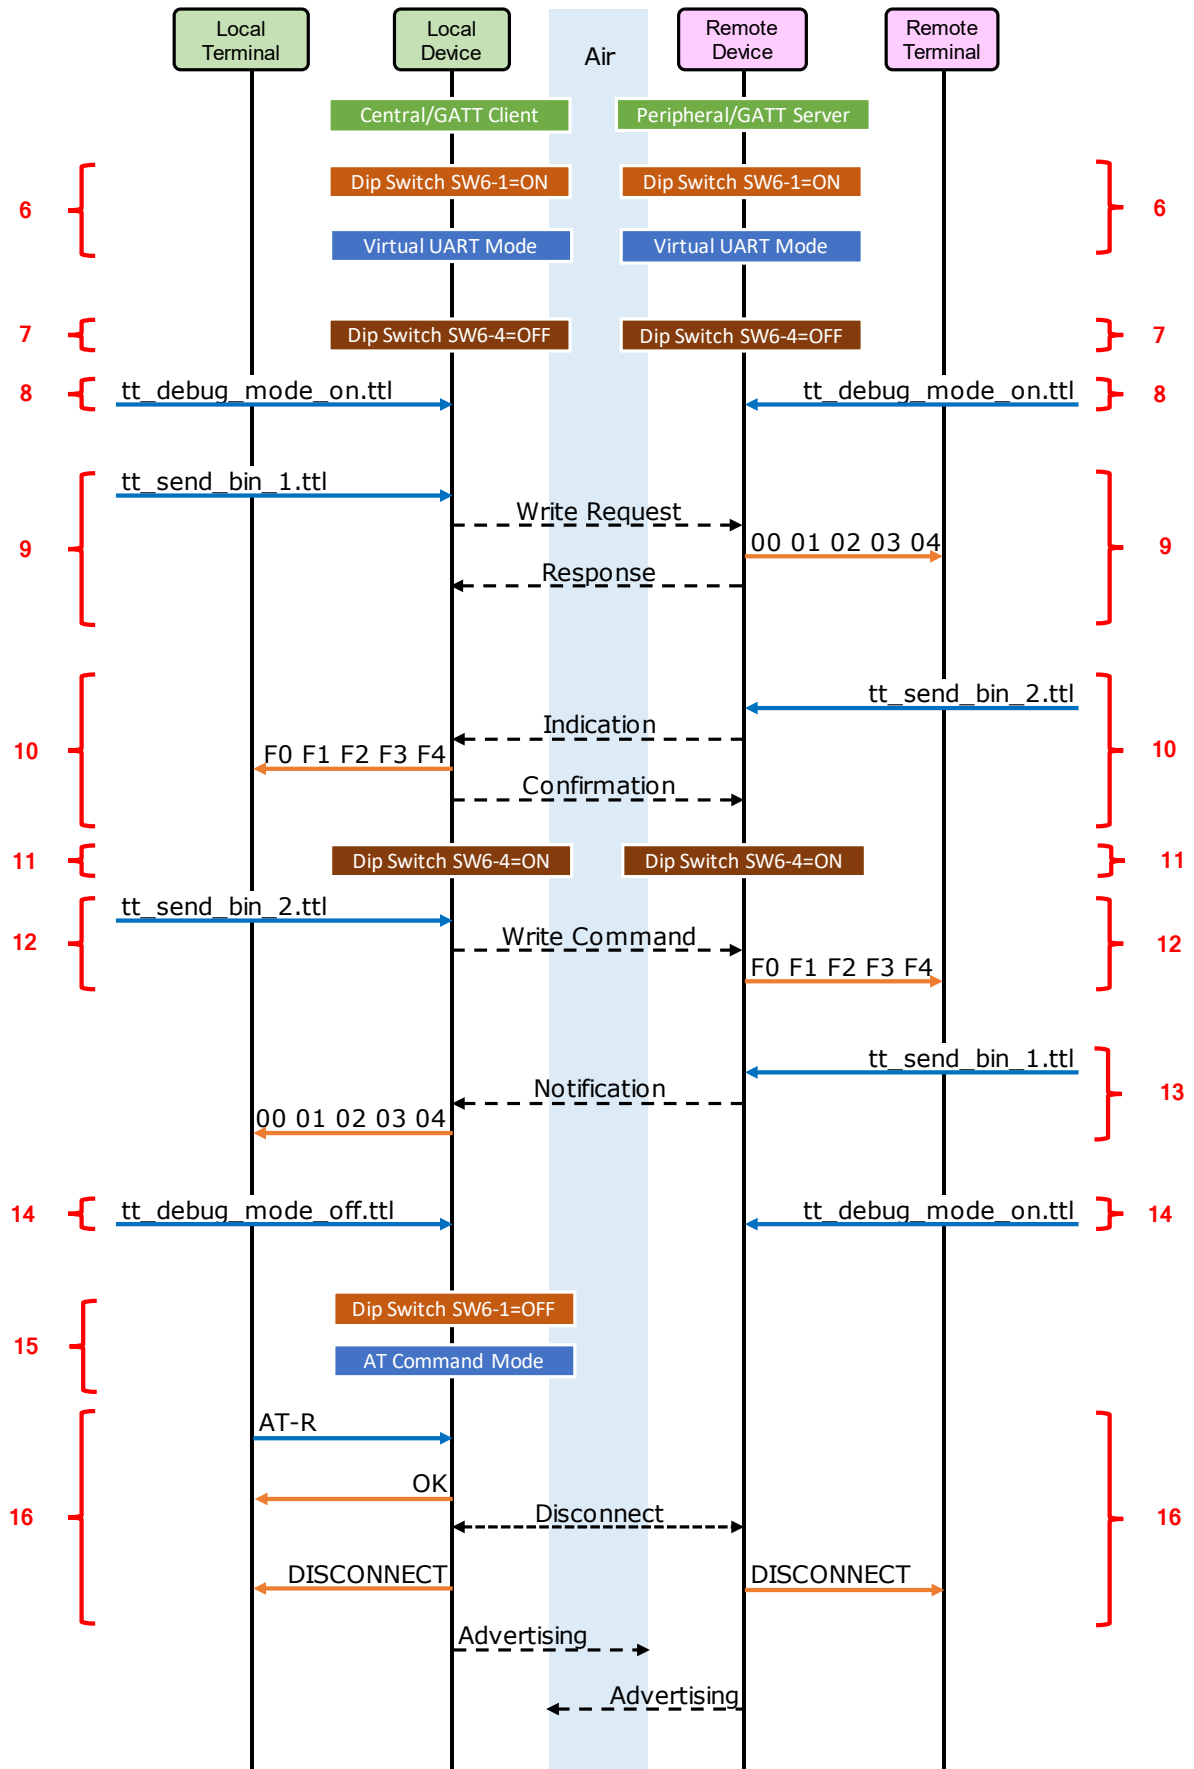 Local
Terminal
Local
Device
Air
Remote
Device
Remote
Terminal
Central/GATT Client
Peripheral/GATT Server
6
Dip Switch SW6-1=ON
Dip Switch SW6-1=ON
6
Virtual UART Mode
Virtual UART Mode
7
Dip Switch SW6-4=OFF
Dip Switch SW6-4=OFF
7
8
tt_debug_mode_on.ttl
tt_debug_mode_on.ttl
8
tt_send_bin_1.ttl
Write Request
9
00 01 02 03 04
9
Response
tt_send_bin_2.ttl
Indication
10
F0 F1 F2 F3 F4
10
Confirmation
11
Dip Switch SW6-4=ON
Dip Switch SW6-4=ON
11
tt_send_bin_2.ttl
12
Write Command
12
F0 F1 F2 F3 F4
tt_send_bin_1.ttl
Notification
13
00 01 02 03 04
14
tt_debug_mode_off.ttl
tt_debug_mode_on.ttl
14
Dip Switch SW6-1=OFF
15
AT Command Mode
AT-R
OK
16
Disconnect
16
DISCONNECT
DISCONNECT
Advertising
Advertising